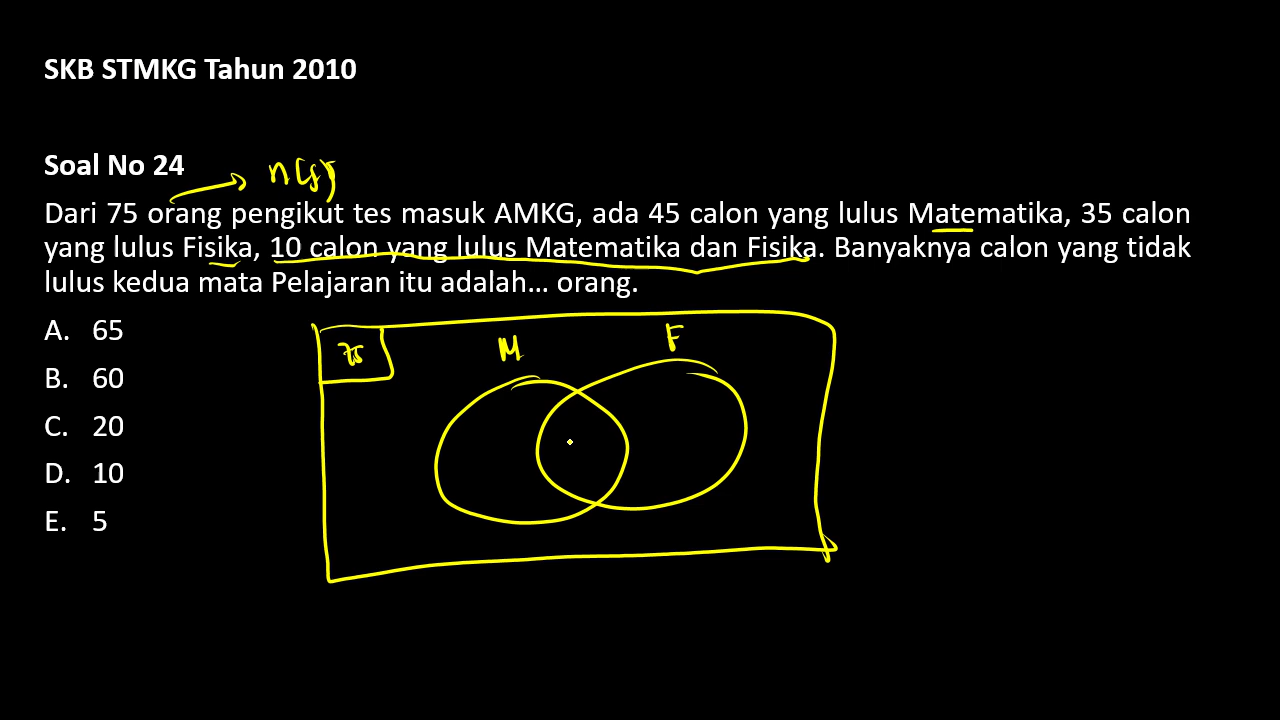 SKB STMKG Tahun 2010
Soal No 24
n(s)
Dari 75 orang pengikut tes masuk AMKG, ada 45 calon yang lulus Matematika, 35 calon
yang lulus Fisika, 10 calon yang lulus Matematika dan Fisika. Banyaknya calon yang tidak
lulus kedua mata Pelajaran itu adalah... orang.
A. 65
B. 60
C. 20
D. 10
E. 5
75
M
F